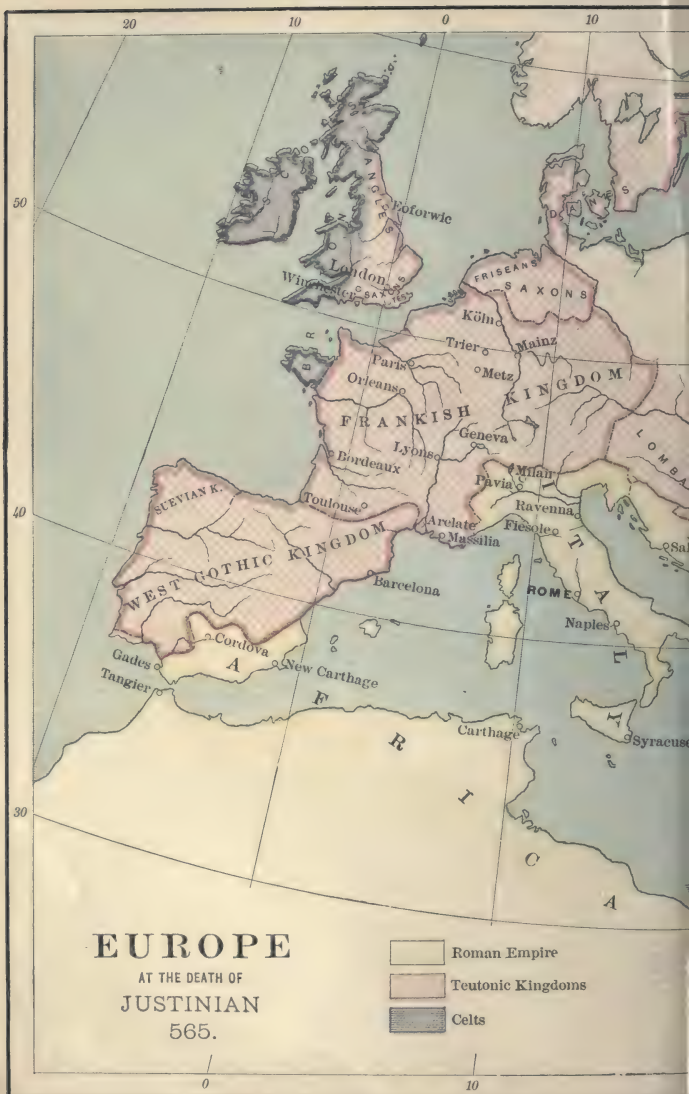 20
10
0
10
50
40
30
0
10
ANGLES
Eoforwic
London
Winchester
SAXONS
DANES
FRISEANS
SAXONS
Köln
Trier
Mainz
Paris
Metz
Orleans
FRANKISH KINGDOM
Geneva
Lyons
LOMBA
Bordeaux
Milan
Pavia
SUEVIAN K.
Toulouse
Ravenna
Arelate
Fiesole
Massilia
WEST GOTHIC KINGDOM
Barcelona
ROME
ITALY
Naples
Cordova
Gades
New Carthage
Tangier
AFRICA
Carthage
Syracuse
EUROPE
AT THE DEATH OF
JUSTINIAN
565.
Roman Empire
Teutonic Kingdoms
Celts